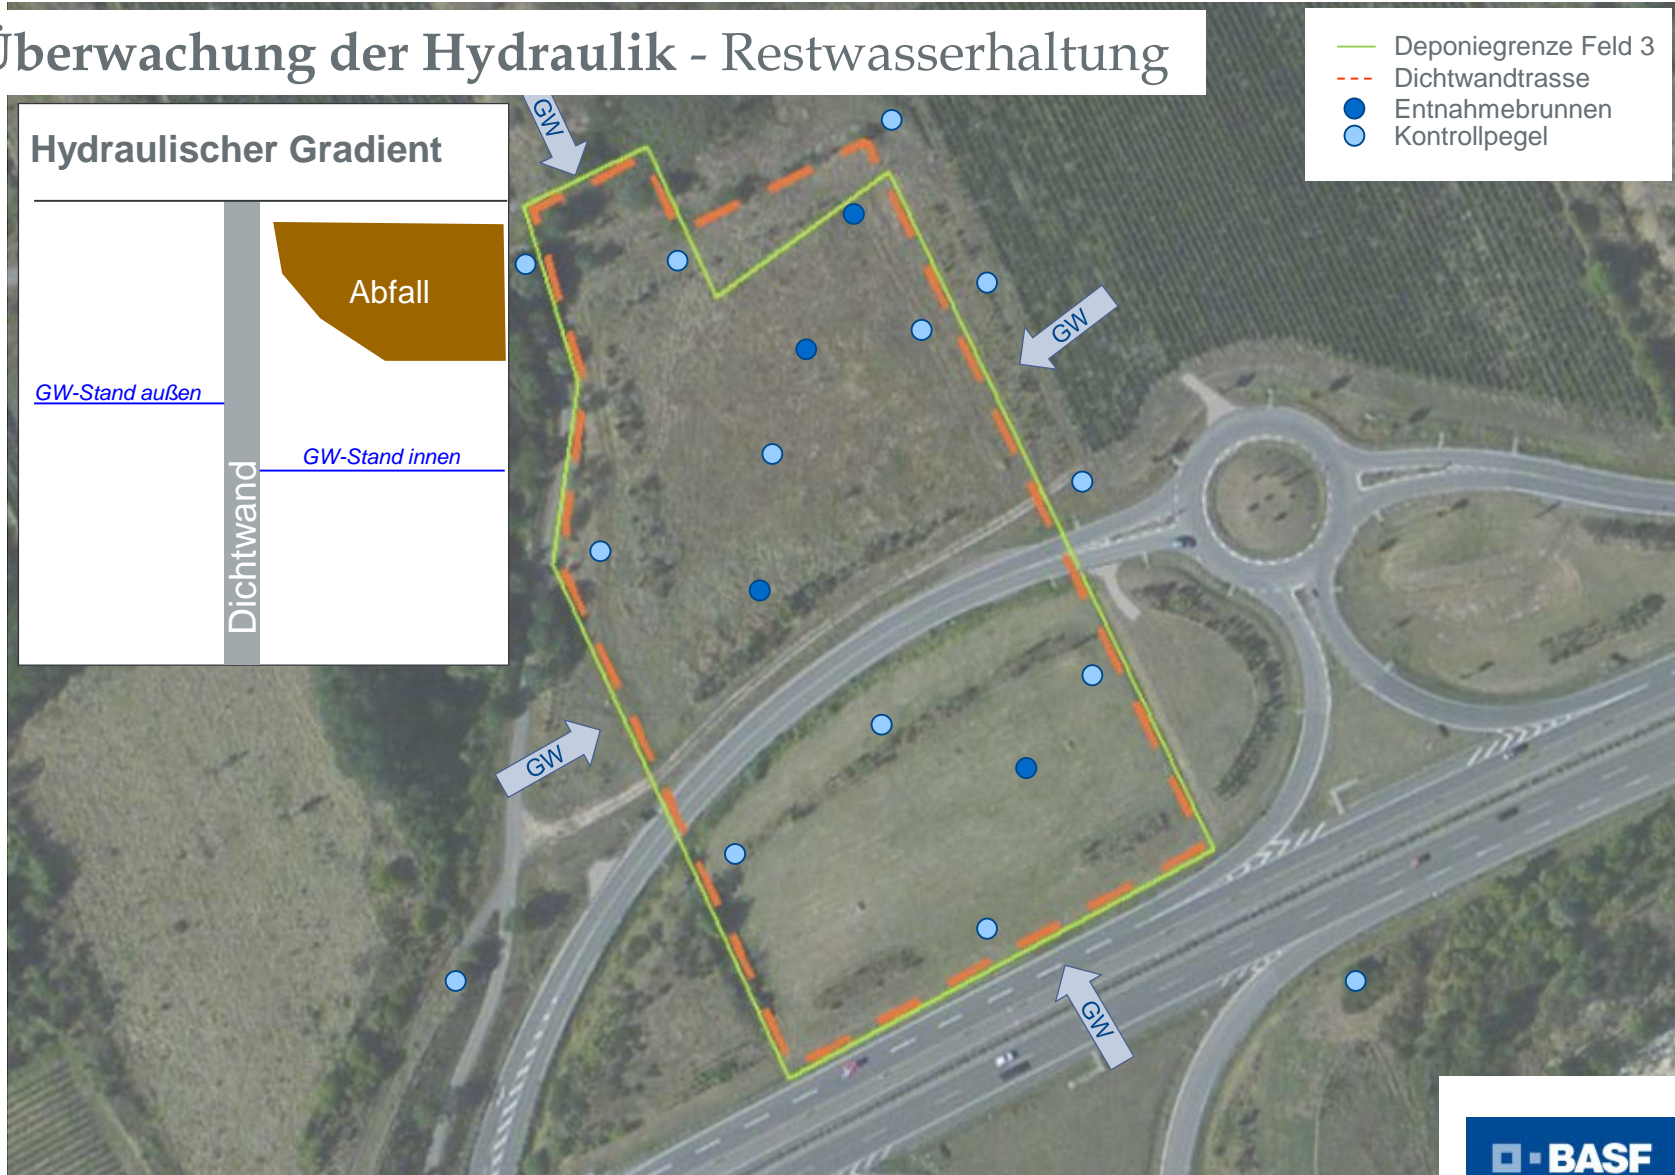 Überwachung der Hydraulik - Restwasserhaltung
Deponiegrenze Feld 3
Dichtwandtrasse
Entnahmebrunnen
Kontrollpegel
Hydraulischer Gradient
Abfall
GW-Stand außen
GW-Stand innen
Dichtwand
GW
GW
GW
GW
BASF